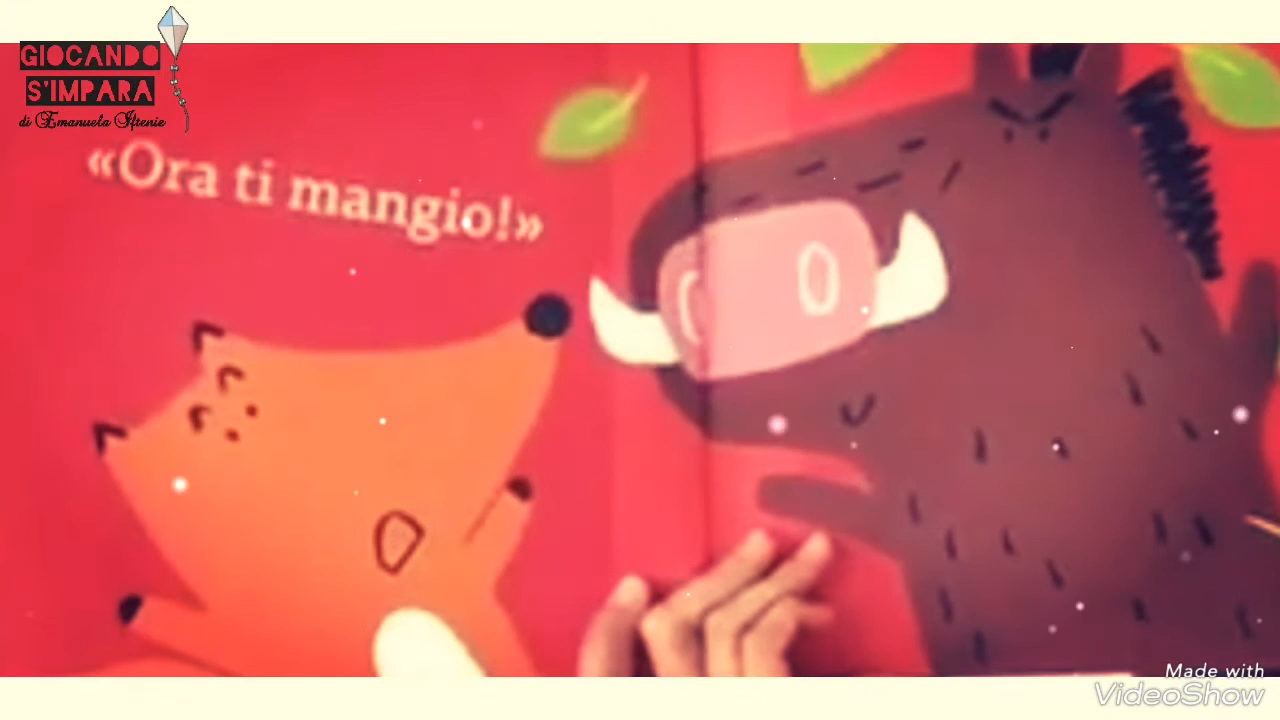 GIOCANDO
S'IMPARA
di Emanuela Iftenie
«Ora ti mangio!»
Made with
VideoShow